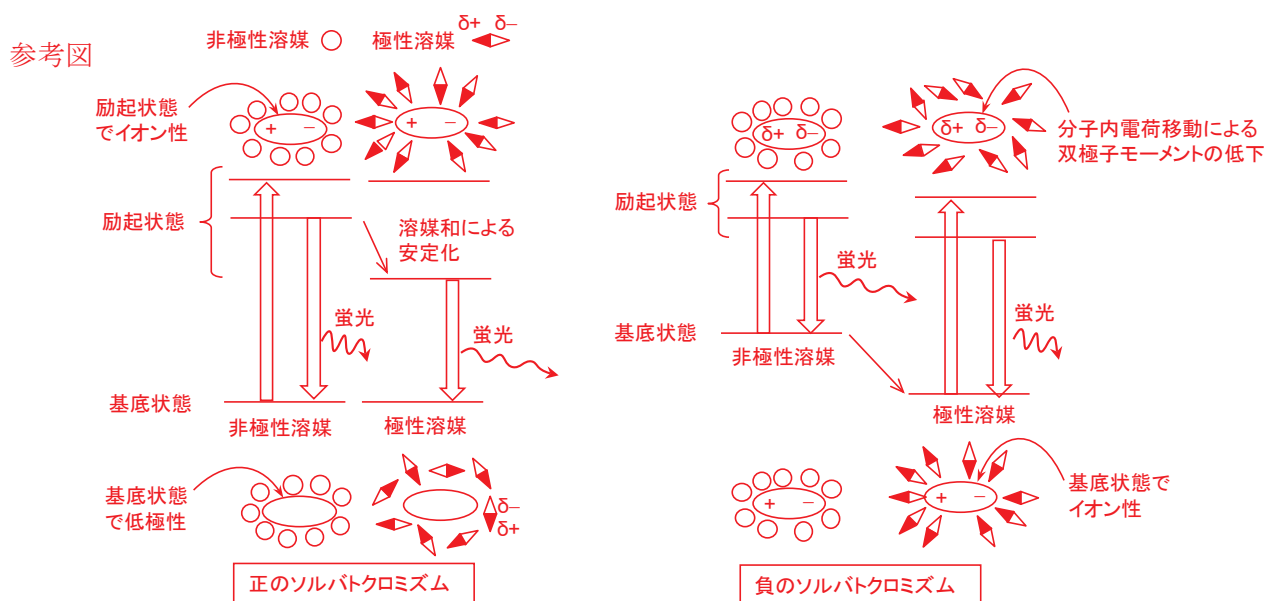 参考図
非極性溶媒
極性溶媒
δ+ δ−
励起状態
でイオン性
+ −
+ −
励起状態
溶媒和による
安定化
蛍光
蛍光
基底状態
非極性溶媒
極性溶媒
基底状態
で低極性
δ−
δ+
正のソルバトクロミズム
δ+ δ−
δ+ δ−
分子内電荷移動による
双極子モーメントの低下
励起状態
蛍光
蛍光
基底状態
非極性溶媒
極性溶媒
+ −
+ −
基底状態で
イオン性
負のソルバトクロミズム